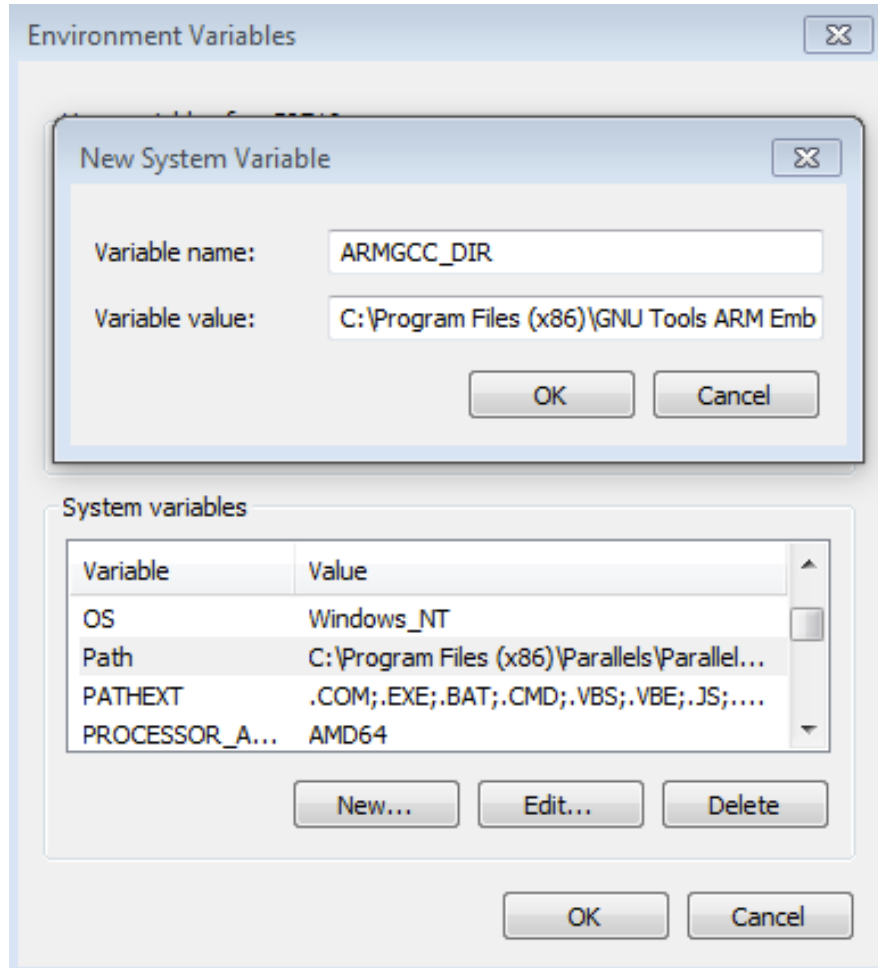 Environment Variables
New System Variable
Variable name: ARMGCC_DIR
Variable value: C:\Program Files (x86)\GNU Tools ARM Emb
OK Cancel
System variables
Variable Value
OS Windows_NT
Path C:\Program Files (x86)\Parallels\Parallel...
PATHEXT .COM;.EXE;.BAT;.CMD;.VBS;.VBE;.JS;....
PROCESSOR_A... AMD64
New... Edit... Delete
OK Cancel